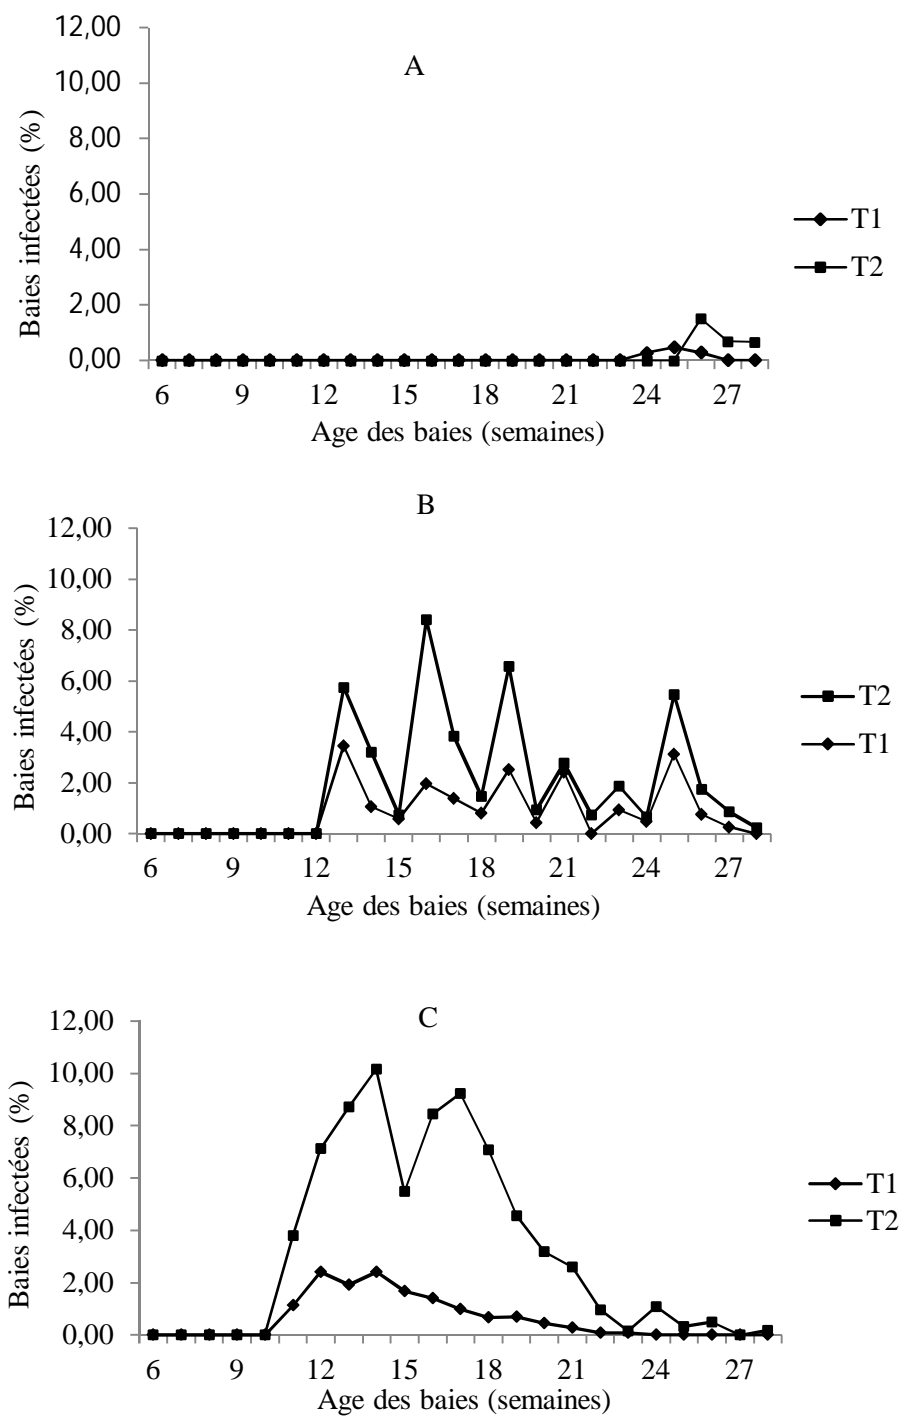 12,00
A
10,00
8,00
6,00
4,00
2,00
0,00
Baies infectées (%)
T1
T2
6 9 12 15 18 21 24 27
Age des baies (semaines)
B
12,00
10,00
8,00
6,00
4,00
2,00
0,00
Baies infectées (%)
T2
T1
6 9 12 15 18 21 24 27
Age des baies (semaines)
C
12,00
10,00
8,00
6,00
4,00
2,00
0,00
Baies infectées (%)
T1
T2
6 9 12 15 18 21 24 27
Age des baies (semaines)